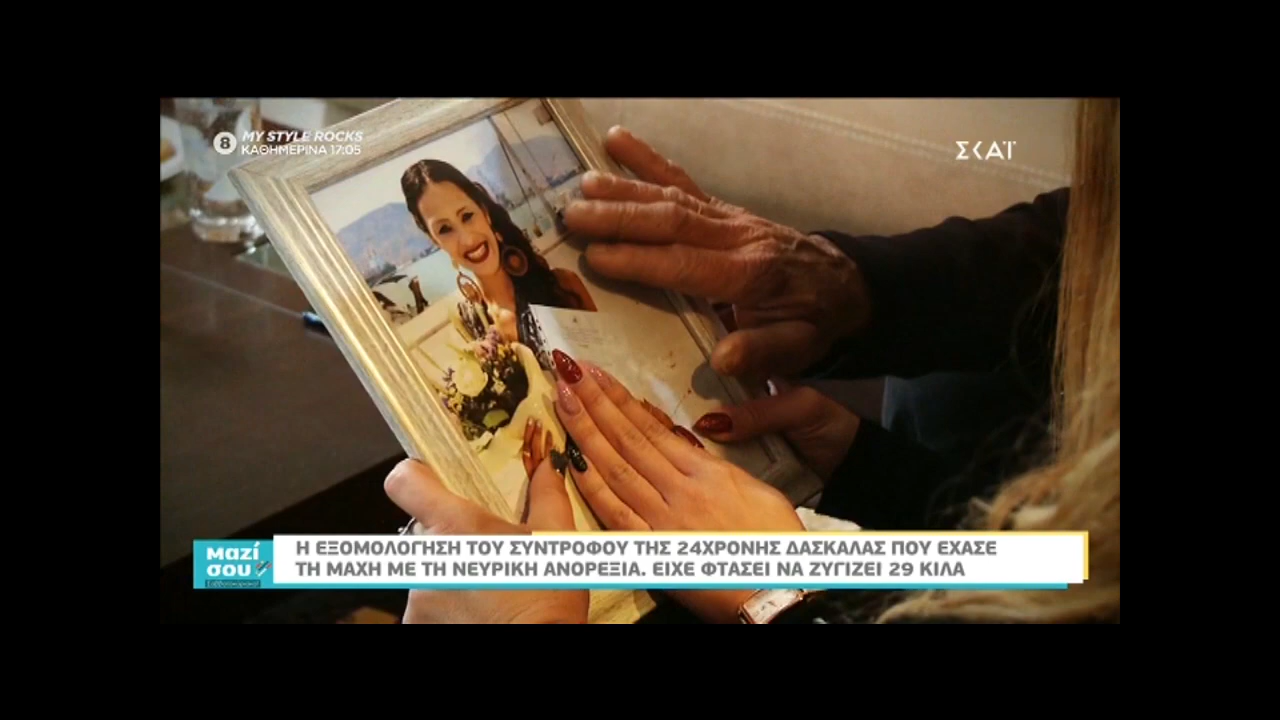 8 MY STYLE ROCKS
ΚΑΘΗΜΕΡΙΝΑ 17:05
ΣΚΑΪ
Η ΕΞΟΜΟΛΟΓΗΣΗ ΤΟΥ ΣΥΝΤΡΟΦΟΥ ΤΗΣ 24ΧΡΟΝΗΣ ΔΑΣΚΑΛΑΣ ΠΟΥ ΕΧΑΣΕ
ΤΗ ΜΑΧΗ ΜΕ ΤΗ ΝΕΥΡΙΚΗ ΑΝΟΡΕΞΙΑ. ΕΙΧΕ ΦΤΑΣΕΙ ΝΑ ΖΥΓΙΖΕΙ 29 ΚΙΛΑ
μαζί
σου